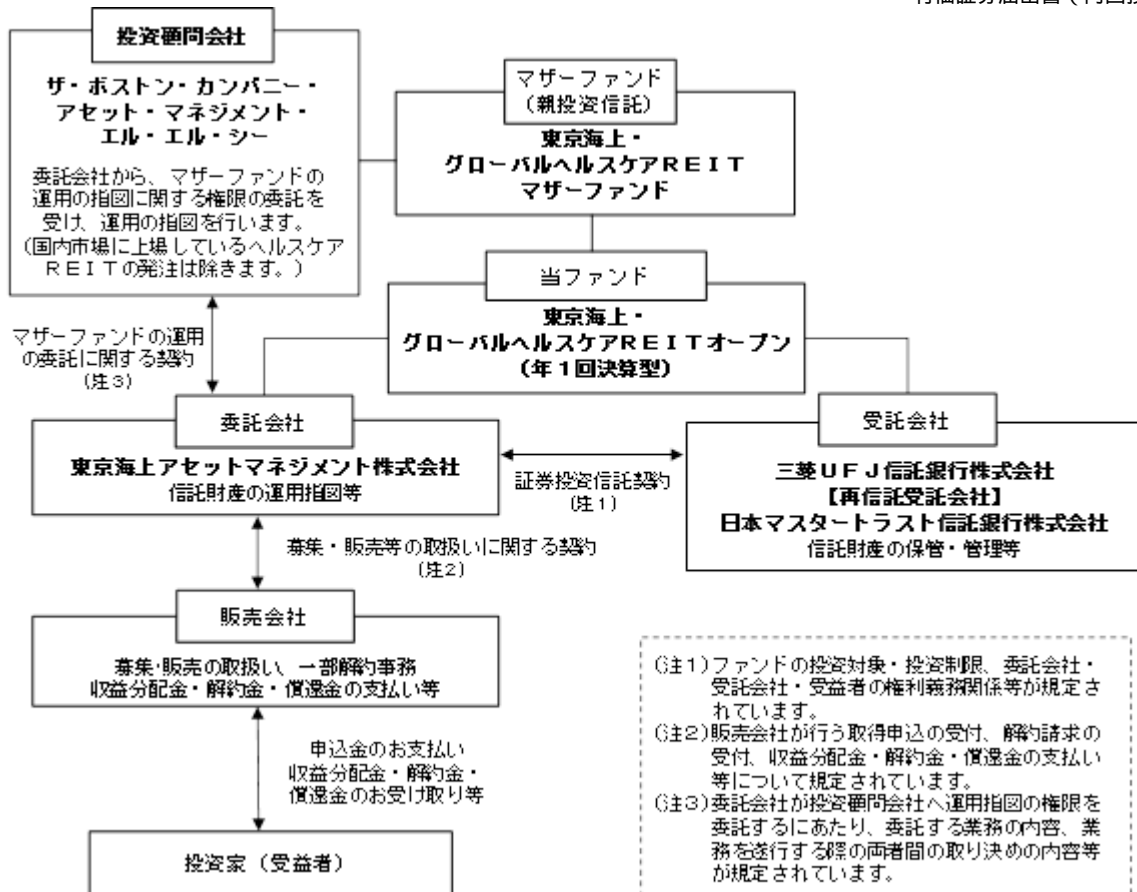 投資顧問会社
ザ・ボストン・カンパニー・
アセット・マネジメント・
エル・エル・シー
委託会社から、マザーファンドの
運用の指図に関する権限の委託を
受け、運用の指図を行います。
(国内市場に上場しているヘルスケア
ＲＥＩＴの発注は除きます。)
マザーファンド
(親投資信託)
東京海上・
グローバルヘルスケアＲＥＩＴ
マザーファンド
当ファンド
東京海上・
グローバルヘルスケアＲＥＩＴオープン
(年１回決算型)
マザーファンドの運用
の委託に関する契約
(注３)
委託会社
東京海上アセットマネジメント株式会社
信託財産の運用指図等
証券投資信託契約
(注１)
受託会社
三菱ＵＦＪ信託銀行株式会社
【再信託受託会社】
日本マスタートラスト信託銀行株式会社
信託財産の保管・管理等
募集・販売等の取扱いに関する契約
(注２)
販売会社
募集・販売の取扱い、一部解約事務
収益分配金・解約金・償還金の支払い等
申込金のお支払い
収益分配金・解約金・
償還金のお受け取り等
投資家（受益者）
(注１)ファンドの投資対象・投資制限、委託会社・
受託会社・受益者の権利義務関係等が規定さ
れています。
(注２)販売会社が行う取得申込の受付、解約請求の
受付、収益分配金・解約金・償還金の支払い
等について規定されています。
(注３)委託会社が投資顧問会社へ運用指図の権限を
委託するにあたり、委託する業務の内容、業
務を遂行する際の両者間の取り決めの内容等
が規定されています。